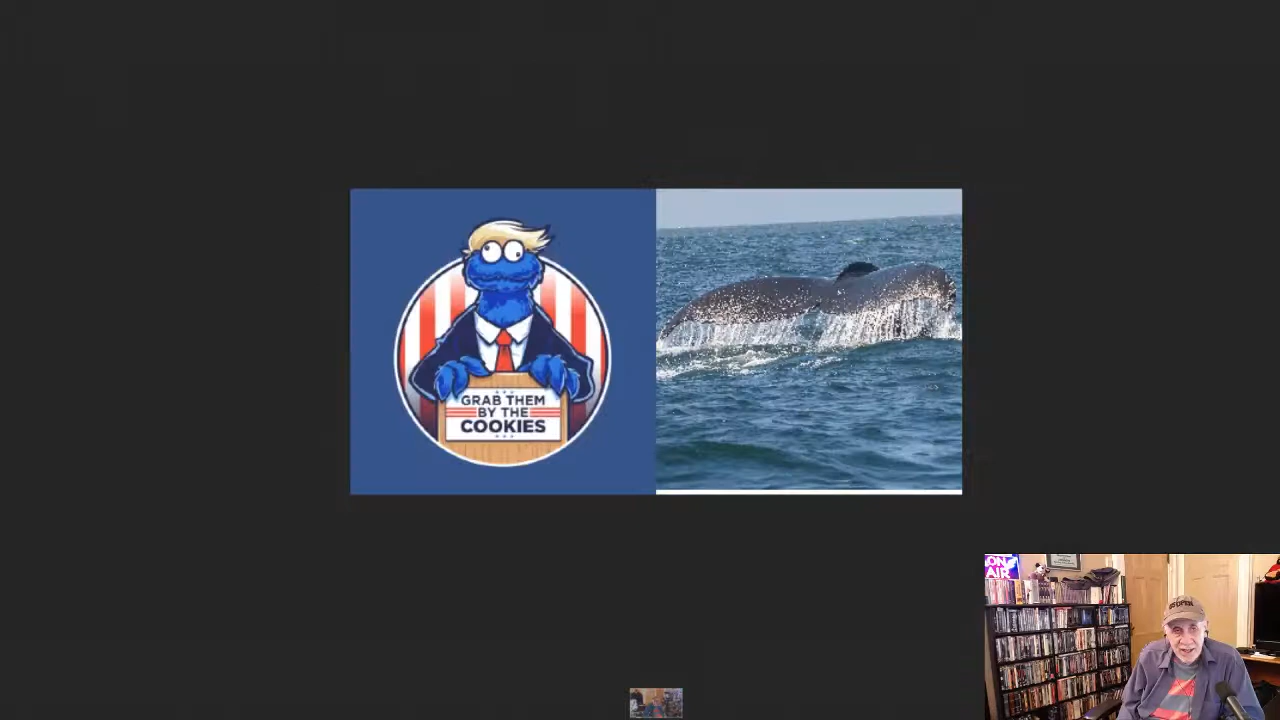 GRAB THEM
BY THE
COOKIES
ON
AIR